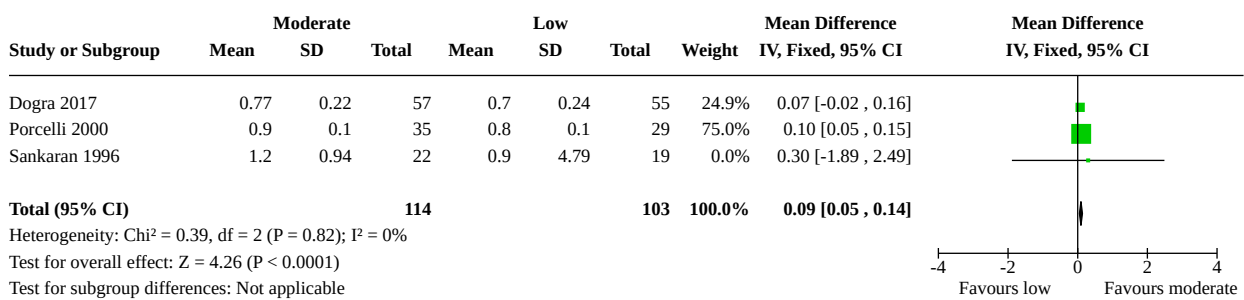 Moderate Low Mean Difference Mean Difference
Study or Subgroup Mean SD Total Mean SD Total Weight IV, Fixed, 95% CI IV, Fixed, 95% CI
Dogra 2017 0.77 0.22 57 0.7 0.24 55 24.9% 0.07 [-0.02 , 0.16]
Porcelli 2000 0.9 0.1 35 0.8 0.1 29 75.0% 0.10 [0.05 , 0.15]
Sankaran 1996 1.2 0.94 22 0.9 4.79 19 0.0% 0.30 [-1.89 , 2.49]
Total (95% CI) 114 103 100.0% 0.09 [0.05 , 0.14]
Heterogeneity: Chi² = 0.39, df = 2 (P = 0.82); I² = 0%
Test for overall effect: Z = 4.26 (P < 0.0001) -4 -2 0 2 4
Test for subgroup differences: Not applicable Favours low Favours moderate